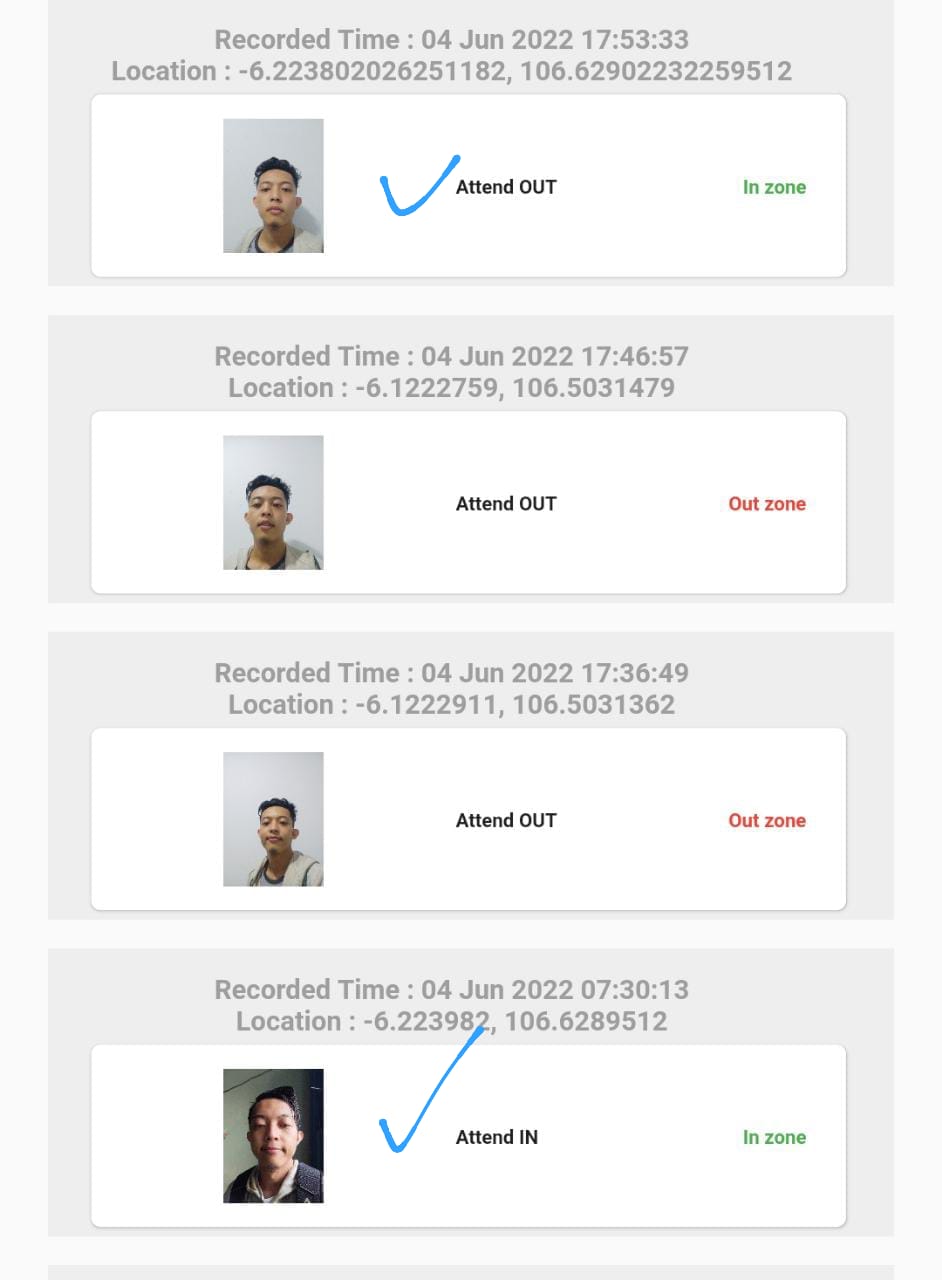 Recorded Time : 04 Jun 2022 17:53:33
Location : -6.223802026251182, 106.62902232259512
Attend OUT
In zone
Recorded Time : 04 Jun 2022 17:46:57
Location : -6.1222759, 106.5031479
Attend OUT
Out zone
Recorded Time : 04 Jun 2022 17:36:49
Location : -6.1222911, 106.5031362
Attend OUT
Out zone
Recorded Time : 04 Jun 2022 07:30:13
Location : -6.223982, 106.6289512
Attend IN
In zone